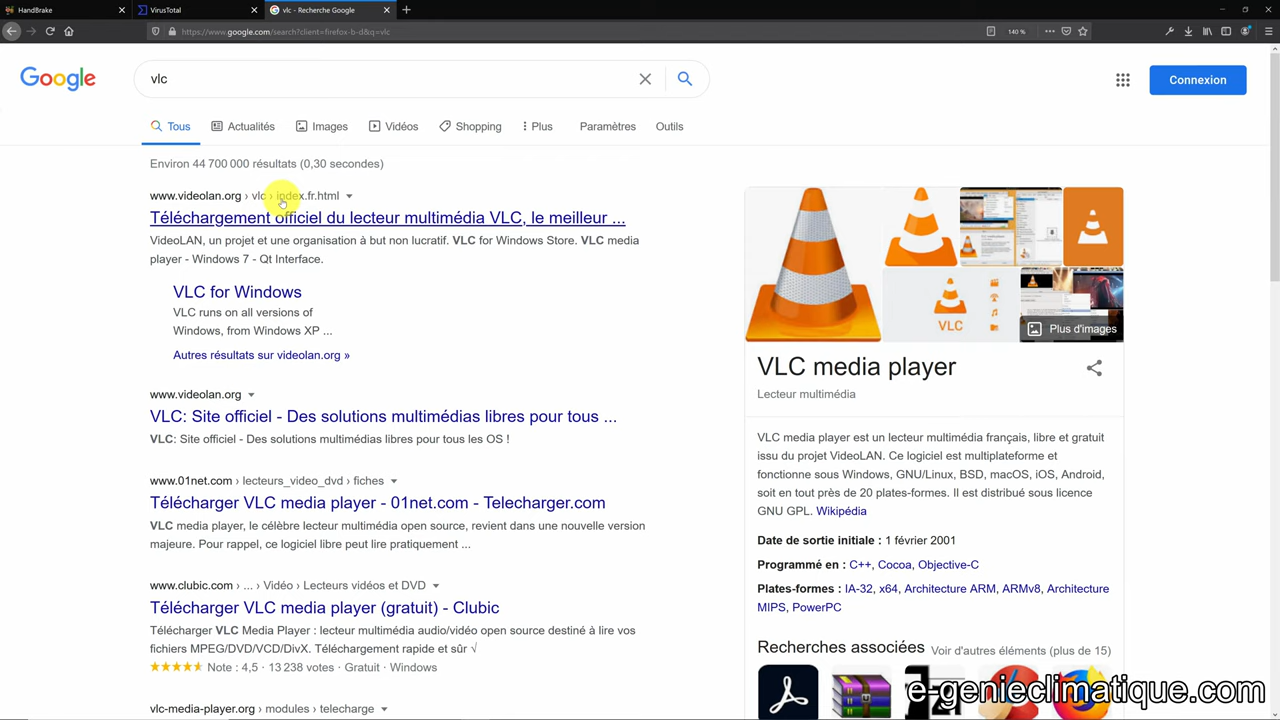 HandBrake
VirusTotal
vlc - Recherche Google
https://www.google.com/search?client=firefox-b-d&q=vlc
140 %
Google
vlc
Connexion
Tous
Actualités
Images
Vidéos
Shopping
Plus
Paramètres
Outils
Environ 44 700 000 résultats (0,30 secondes)
www.videolan.org › vlc › index.fr.html
Téléchargement officiel du lecteur multimédia VLC, le meilleur ...
VideoLAN, un projet et une organisation à but non lucratif. VLC for Windows Store. VLC media
player - Windows 7 - Qt Interface.
VLC for Windows
VLC runs on all versions of
Windows, from Windows XP ...
Autres résultats sur videolan.org »
www.videolan.org
VLC: Site officiel - Des solutions multimédias libres pour tous ...
VLC: Site officiel - Des solutions multimédias libres pour tous les OS !
www.01net.com › lecteurs_video_dvd › fiches
Télécharger VLC media player - 01net.com - Telecharger.com
VLC media player, le célèbre lecteur multimédia open source, revient dans une nouvelle version
majeure. Pour rappel, ce logiciel libre peut lire pratiquement ...
www.clubic.com › ... › Vidéo › Lecteurs vidéos et DVD
Télécharger VLC media player (gratuit) - Clubic
Télécharger VLC Media Player : lecteur multimédia audio/vidéo open source destiné à lire vos
fichiers MPEG/DVD/VCD/DivX. Téléchargement rapide et sûr √
Note : 4,5 · 13 238 votes · Gratuit · Windows
vlc-media-player.org › modules › telecharge
VLC
Plus d'images
VLC media player
Lecteur multimédia
VLC media player est un lecteur multimédia français, libre et gratuit
issu du projet VideoLAN. Ce logiciel est multiplateforme et
fonctionne sous Windows, GNU/Linux, BSD, macOS, iOS, Android,
soit en tout près de 20 plates-formes. Il est distribué sous licence
GNU GPL. Wikipédia
Date de sortie initiale : 1 février 2001
Programmé en : C++, Cocoa, Objective-C
Plates-formes : IA-32, x64, Architecture ARM, ARMv8, Architecture
MIPS, PowerPC
Recherches associées
Voir d'autres éléments (plus de 15)
e-genieclimatique.com